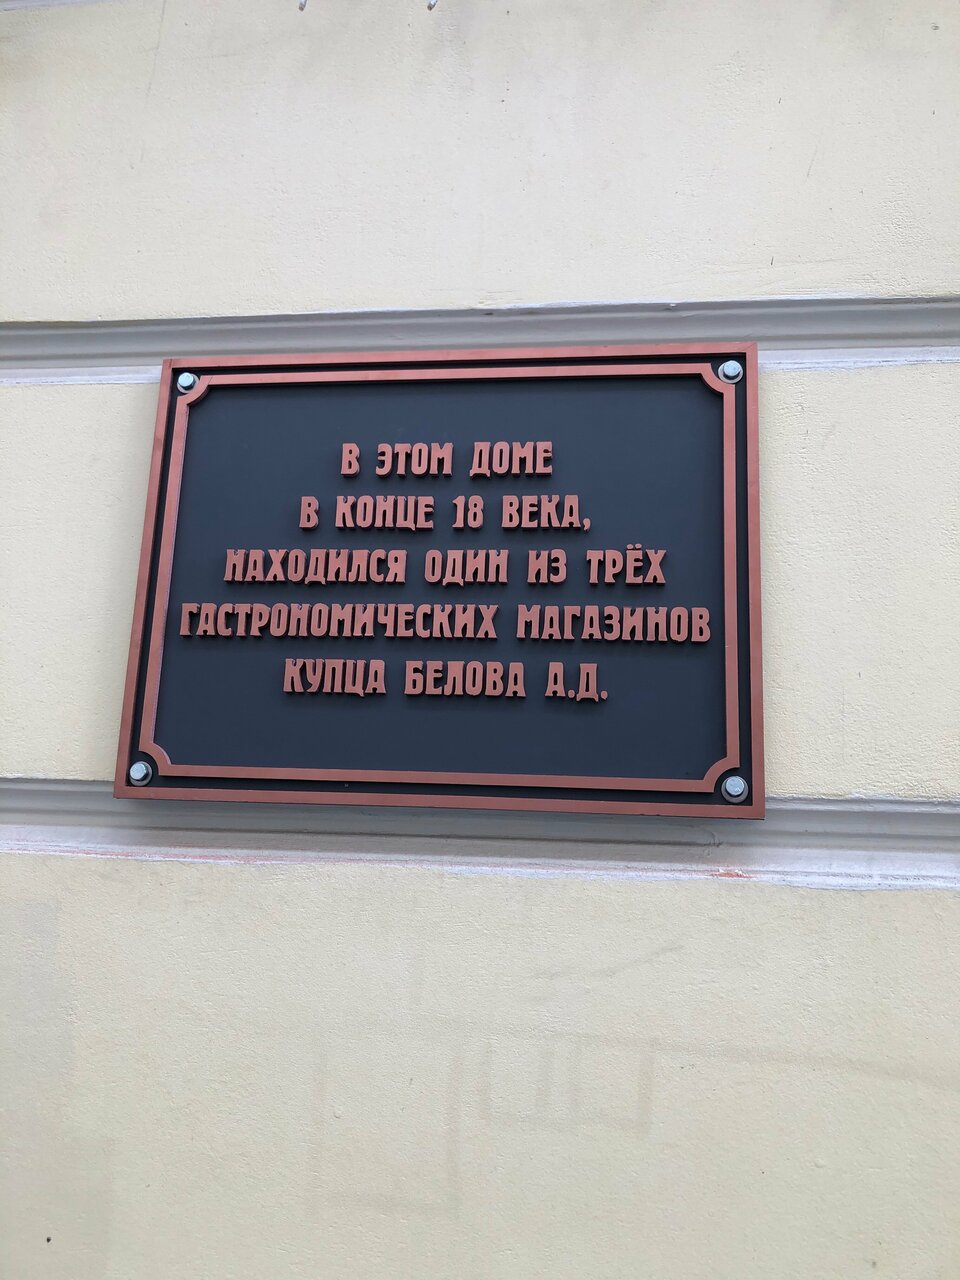 В ЭТОМ ДОМЕ
В КОНЦЕ 18 ВЕКА,
НАХОДИЛСЯ ОДИН ИЗ ТРЁХ
ГАСТРОНОМИЧЕСКИХ МАГАЗИНОВ
КУПЦА БЕЛОВА А.Д.